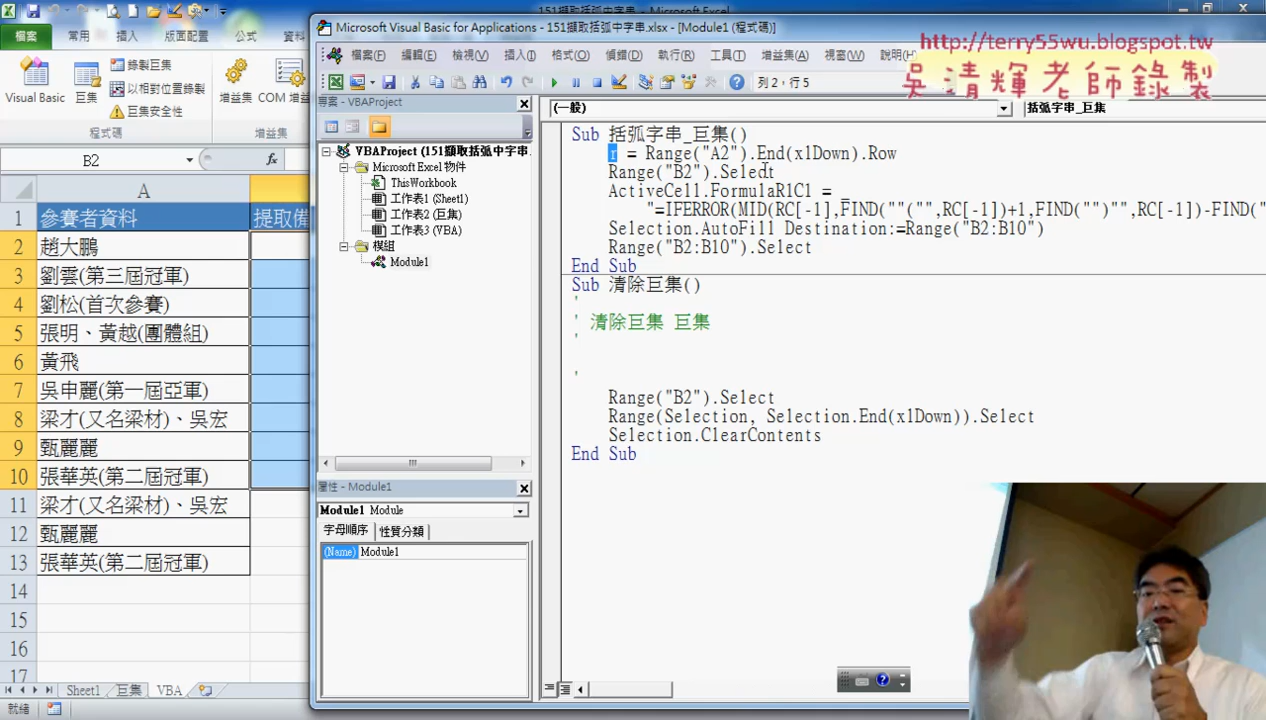 151擷取括弧中字串.xlsx - Microsoft Excel
Microsoft Visual Basic for Applications - 151擷取括弧中字串.xlsx - [Module1 (程式碼)]
http://terry55wu.blogspot.tw
吳清輝老師錄製
檔案 常用 插入 版面配置 公式 資料
檔案(F) 編輯(E) 檢視(V) 插入(I) 格式(O) 偵錯(D) 執行(R) 工具(T) 增益集(A) 視窗(W) 說明(H)
錄製巨集
以相對位置錄製
巨集安全性
Visual Basic 巨集 增益集 COM 增益
程式碼 增益集
列 2，行 5
專案 - VBAProject
(一般) 括弧字串_巨集
B2 fx
VBAProject (151擷取括弧中字串.
Microsoft Excel 物件
ThisWorkbook
工作表1 (Sheet1)
工作表2 (巨集)
工作表3 (VBA)
模組
Module1
A
1 參賽者資料 提取備
2 趙大鵬
3 劉雲(第三屆冠軍)
4 劉松(首次參賽)
5 張明、黃越(團體組)
6 黃飛
7 吳申麗(第一屆亞軍)
8 梁才(又名梁材)、吳宏
9 甄麗麗
10 張華英(第二屆冠軍)
11 梁才(又名梁材)、吳宏
12 甄麗麗
13 張華英(第二屆冠軍)
14
15
16
17
Sub 括弧字串_巨集()
r = Range("A2").End(xlDown).Row
Range("B2").Select
ActiveCell.FormulaR1C1 = _
"=IFERROR(MID(RC[-1],FIND(""("",RC[-1])+1,FIND("")"",RC[-1])-FIND("
Selection.AutoFill Destination:=Range("B2:B10")
Range("B2:B10").Select
End Sub
Sub 清除巨集()
'
' 清除巨集 巨集
'
'
Range("B2").Select
Range(Selection, Selection.End(xlDown)).Select
Selection.ClearContents
End Sub
屬性 - Module1
Module1 Module
字母順序 性質分類
(Name) Module1
Sheet1 巨集 VBA
就緒